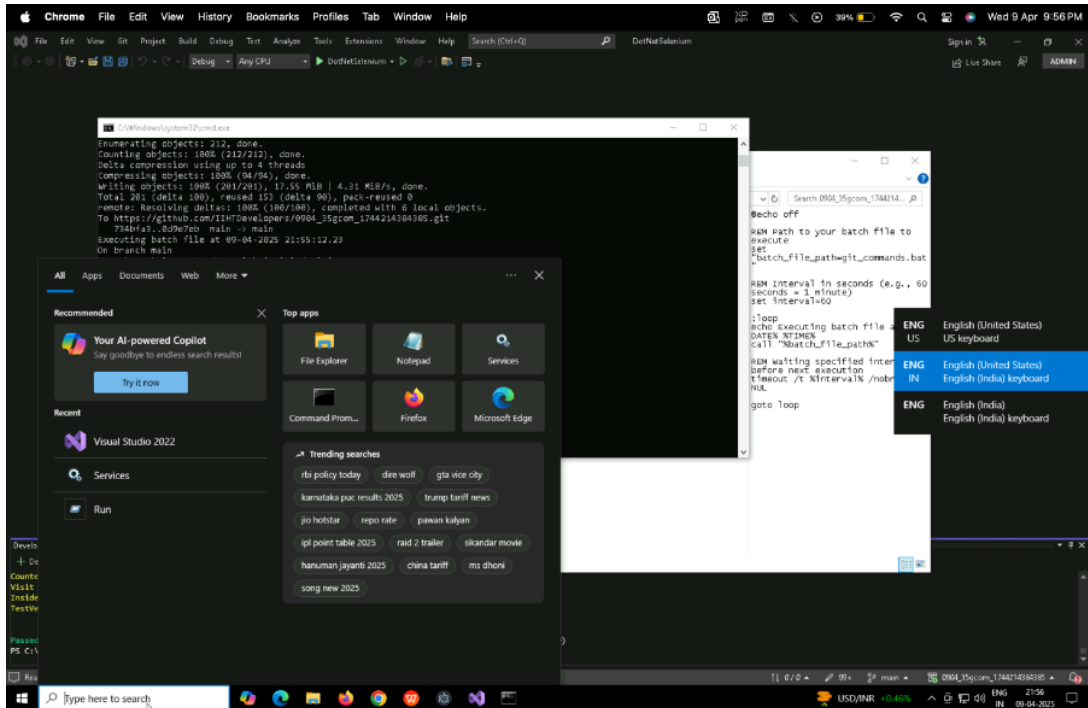 Chrome File Edit View History Bookmarks Profiles Tab Window Help
39%
Wed 9 Apr 9:56 PM
File Edit View Git Project Build Debug Test Analyze Tools Extensions Window Help Search (Ctrl+Q) DotNetSelenium Sign in
Debug Any CPU DotNetSelenium Live Share ADMIN
C:\Windows\system32\cmd.exe
Enumerating objects: 212, done.
Counting objects: 100% (212/212), done.
Delta compression using up to 4 threads
Compressing objects: 100% (94/94), done.
Writing objects: 100% (201/201), 17.55 MiB | 4.31 MiB/s, done.
Total 201 (delta 100), reused 153 (delta 90), pack-reused 0
remote: Resolving deltas: 100% (100/100), completed with 6 local objects.
To https://github.com/IIHTDevelopers/0904_35gcom_1744214384385.git
734bfa3..8d9e7eb main -> main
Executing batch file at 09-04-2025 21:55:12.23
On branch main
Search 0904_35gcom_1744214...
@echo off
REM Path to your batch file to
execute
set
"batch_file_path=git_commands.bat
"
REM Interval in seconds (e.g., 60
seconds = 1 minute)
set interval=60
:loop
echo Executing batch file a
DATE% %TIME%
call "%batch_file_path%"
REM Waiting specified inter
before next execution
timeout /t %interval% /nobr
NUL
goto loop
All Apps Documents Web More
Recommended
Your AI-powered Copilot
Say goodbye to endless search results!
Try it now
Recent
Visual Studio 2022
Services
Run
Top apps
File Explorer Notepad Services
Command Prom... Firefox Microsoft Edge
Trending searches
rbi policy today dire wolf gta vice city
karnataka puc results 2025 trump tariff news
jio hotstar repo rate pawan kalyan
ipl point table 2025 raid 2 trailer sikandar movie
hanuman jayanti 2025 china tariff ms dhoni
song new 2025
ENG English (United States)
US US keyboard
ENG English (United States)
IN English (India) keyboard
ENG English (India)
English (India) keyboard
Develo
+ De
Counte
Visit
Inside
TestVe
Passed
PS C:\
Rea
0 / 0 99+ main 0904_35gcom_1744214384385
Type here to search
USD/INR +0.46%
ENG 21:56
IN 09-04-2025